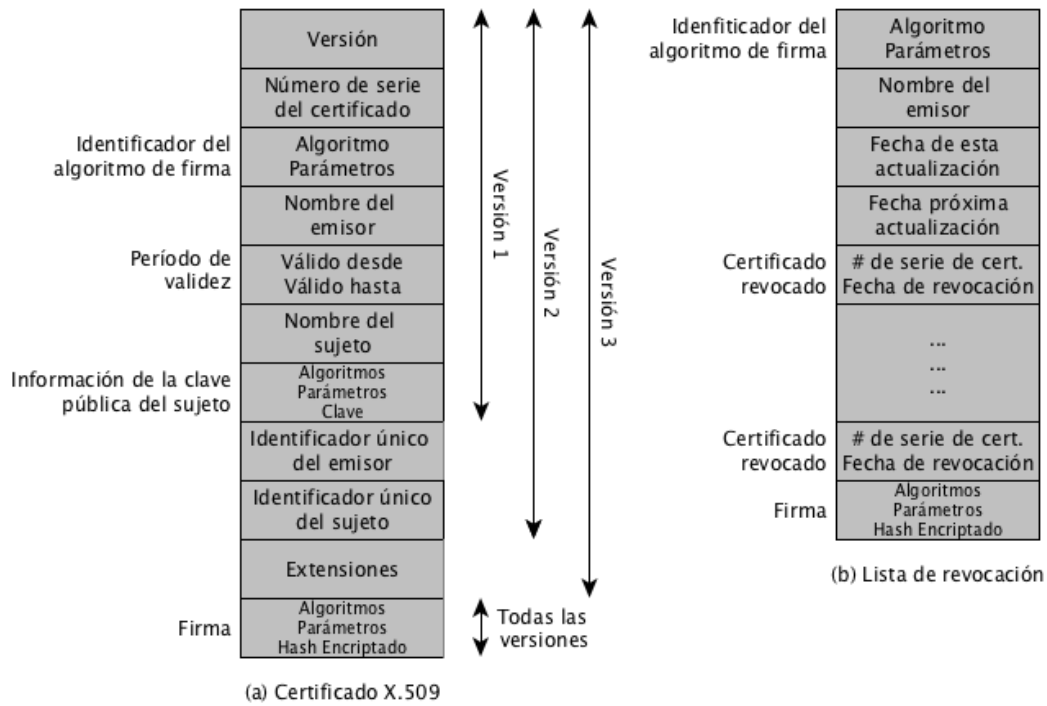 Versión
Número de serie
del certificado
Identificador del
algoritmo de firma
Algoritmo
Parámetros
Nombre del
emisor
Período de
validez
Válido desde
Válido hasta
Nombre del
sujeto
Información de la clave
pública del sujeto
Algoritmos
Parámetros
Clave
Identificador único
del emisor
Identificador único
del sujeto
Extensiones
Firma
Algoritmos
Parámetros
Hash Encriptado
Versión 1
Versión 2
Versión 3
Todas las
versiones
(a) Certificado X.509
Idenfiticador del
algoritmo de firma
Algoritmo
Parámetros
Nombre del
emisor
Fecha de esta
actualización
Fecha próxima
actualización
Certificado
revocado
# de serie de cert.
Fecha de revocación
...
...
...
Certificado
revocado
# de serie de cert.
Fecha de revocación
Firma
Algoritmos
Parámetros
Hash Encriptado
(b) Lista de revocación